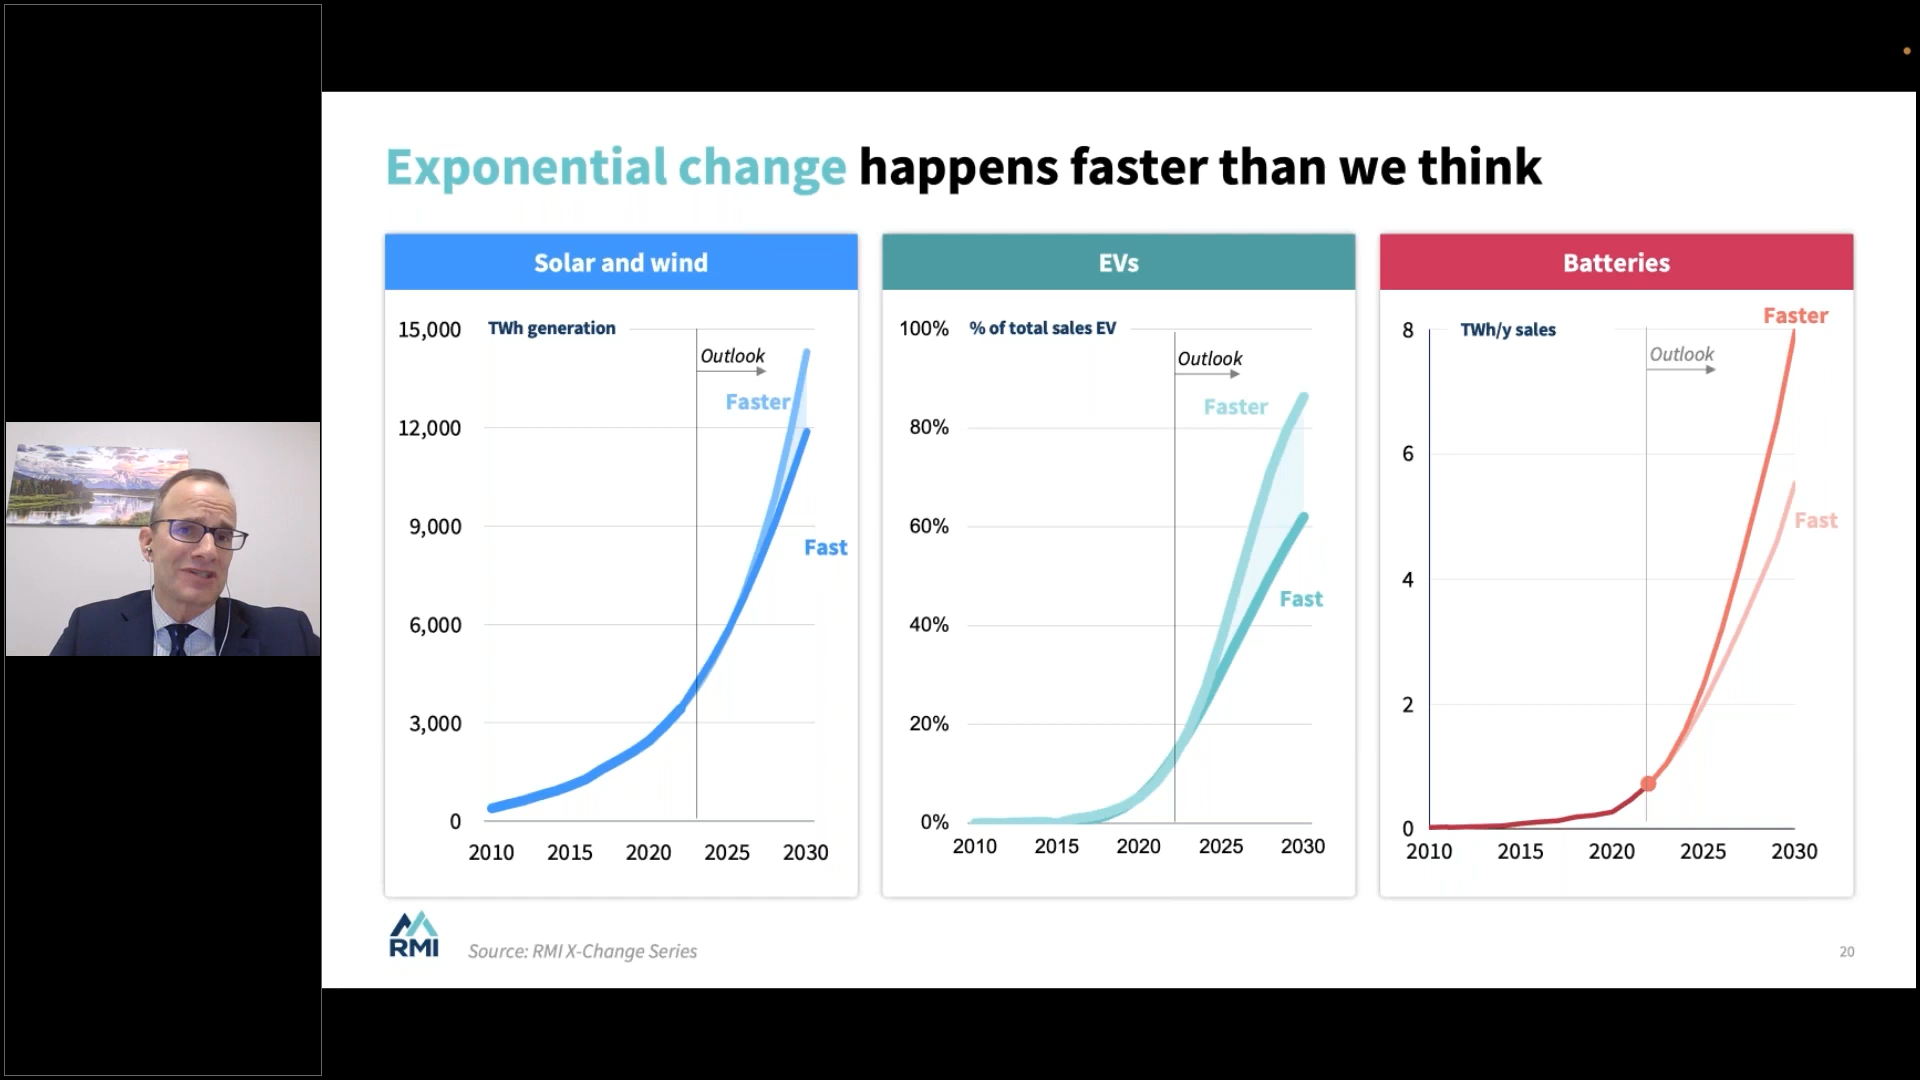 Exponential change happens faster than we think
Solar and wind
15,000
TWh generation
Outlook
Faster
12,000
9,000
Fast
6,000
3,000
0
2010 2015 2020 2025 2030
EVs
100%
% of total sales EV
Outlook
Faster
80%
60%
Fast
40%
20%
0%
2010 2015 2020 2025 2030
Batteries
Faster
8
TWh/y sales
Outlook
6
Fast
4
2
0
2010 2015 2020 2025 2030
RMI
Source: RMI X-Change Series
20